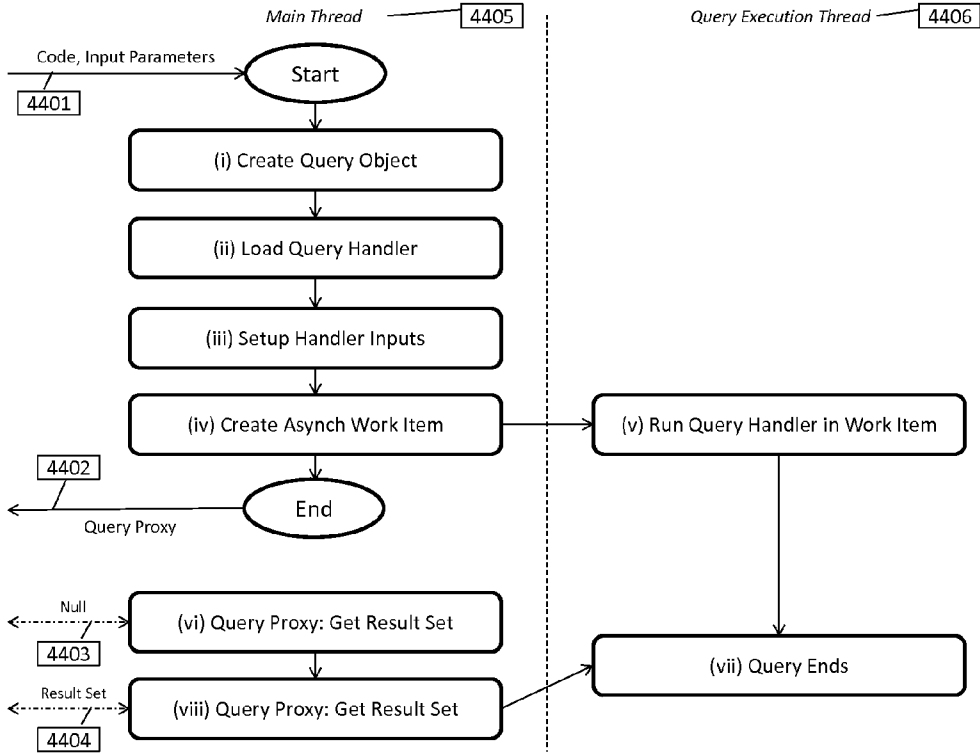 Main Thread
4405
Query Execution Thread
4406
Code, Input Parameters
4401
Start
(i) Create Query Object
(ii) Load Query Handler
(iii) Setup Handler Inputs
(iv) Create Asynch Work Item
(v) Run Query Handler in Work Item
4402
End
Query Proxy
Null
4403
(vi) Query Proxy: Get Result Set
(vii) Query Ends
Result Set
4404
(viii) Query Proxy: Get Result Set